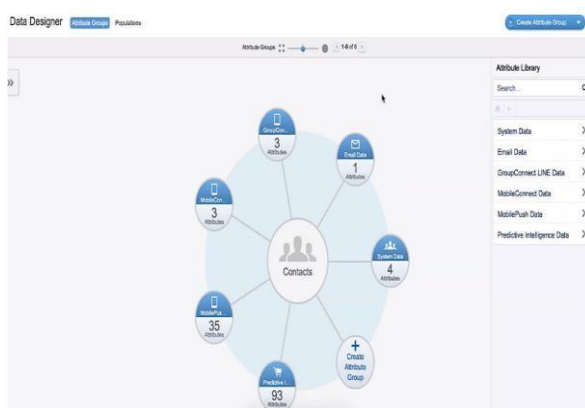 Data Designer Attribute Groups Populations
Create Attribute Group
Attribute Groups 1-6 of 6
Attribute Library
Search...
System Data
Email Data
GroupConnect LINE Data
MobileConnect Data
MobilePush Data
Predictive Intelligence Data
GroupCon...
3
Attributes
Email Data
1
Attributes
System Data
4
Attributes
Create
Attribute
Group
Predictive I...
93
Attributes
MobilePus...
35
Attributes
MobileCon...
3
Attributes
Contacts